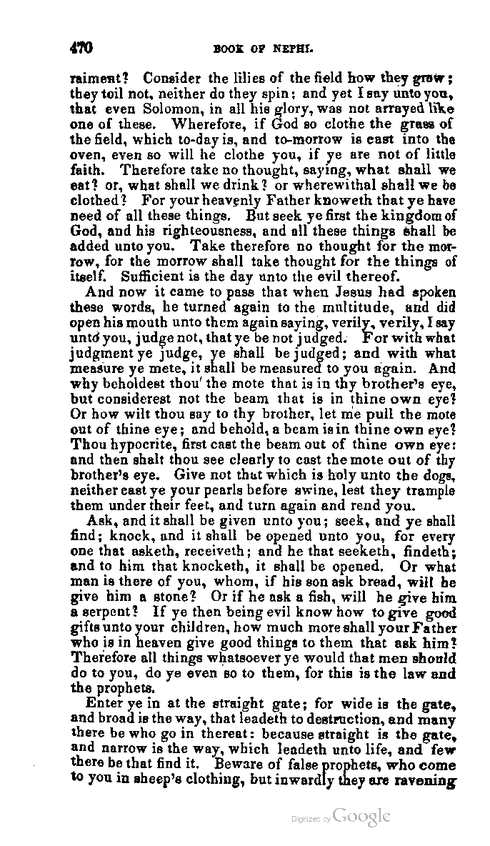 470
BOOK OF NEPHI.
raiment? Consider the lilies of the field how they grow;
they toil not, neither do they spin; and yet I say unto you,
that even Solomon, in all his glory, was not arrayed like
one of these. Wherefore, if God so clothe the grass of
the field, which to-day is, and to-morrow is cast into the
oven, even so will he clothe you, if ye are not of little
faith. Therefore take no thought, saying, what shall we
eat? or, what shall we drink? or wherewithal shall we be
clothed? For your heavenly Father knoweth that ye have
need of all these things. But seek ye first the kingdom of
God, and his righteousness, and all these things shall be
added unto you. Take therefore no thought for the mor-
row, for the morrow shall take thought for the things of
itself. Sufficient is the day unto the evil thereof.
And now it came to pass that when Jesus had spoken
these words, he turned again to the multitude, and did
open his mouth unto them again saying, verily, verily, I say
unto you, judge not, that ye be not judged. For with what
judgment ye judge, ye shall be judged; and with what
measure ye mete, it shall be measured to you again. And
why beholdest thou the mote that is in thy brother's eye,
but considerest not the beam that is in thine own eye?
Or how wilt thou say to thy brother, let me pull the mote
out of thine eye; and behold, a beam is in thine own eye?
Thou hypocrite, first cast the beam out of thine own eye:
and then shalt thou see clearly to cast the mote out of thy
brother's eye. Give not that which is holy unto the dogs,
neither cast ye your pearls before swine, lest they trample
them under their feet, and turn again and rend you.
Ask, and it shall be given unto you; seek, and ye shall
find; knock, and it shall be opened unto you, for every
one that asketh, receiveth; and he that seeketh, findeth;
and to him that knocketh, it shall be opened. Or what
man is there of you, whom, if his son ask bread, will he
give him a stone? Or if he ask a fish, will he give him
a serpent? If ye then being evil know how to give good
gifts unto your children, how much more shall your Father
who is in heaven give good things to them that ask him?
Therefore all things whatsoever ye would that men should
do to you, do ye even so to them, for this is the law and
the prophets.
Enter ye in at the straight gate; for wide is the gate,
and broad is the way, that leadeth to destruction, and many
there be who go in thereat: because straight is the gate,
and narrow is the way, which leadeth unto life, and few
there be that find it. Beware of false prophets, who come
to you in sheep's clothing, but inwardly they are ravening
Digitized by Google